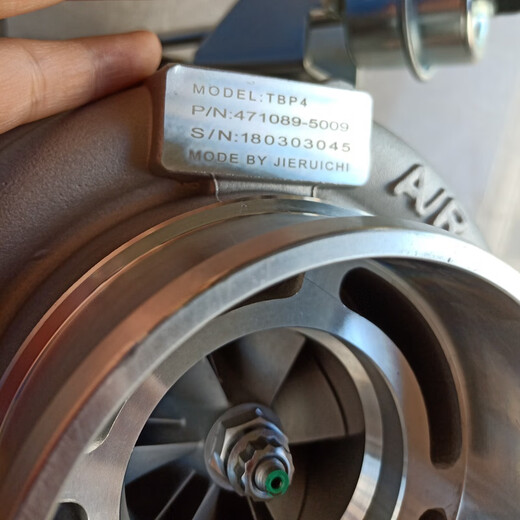 MODEL:TBP4
P/N:471089-5009
S/N:180303045
MODE BY JIERUICHI
AIR